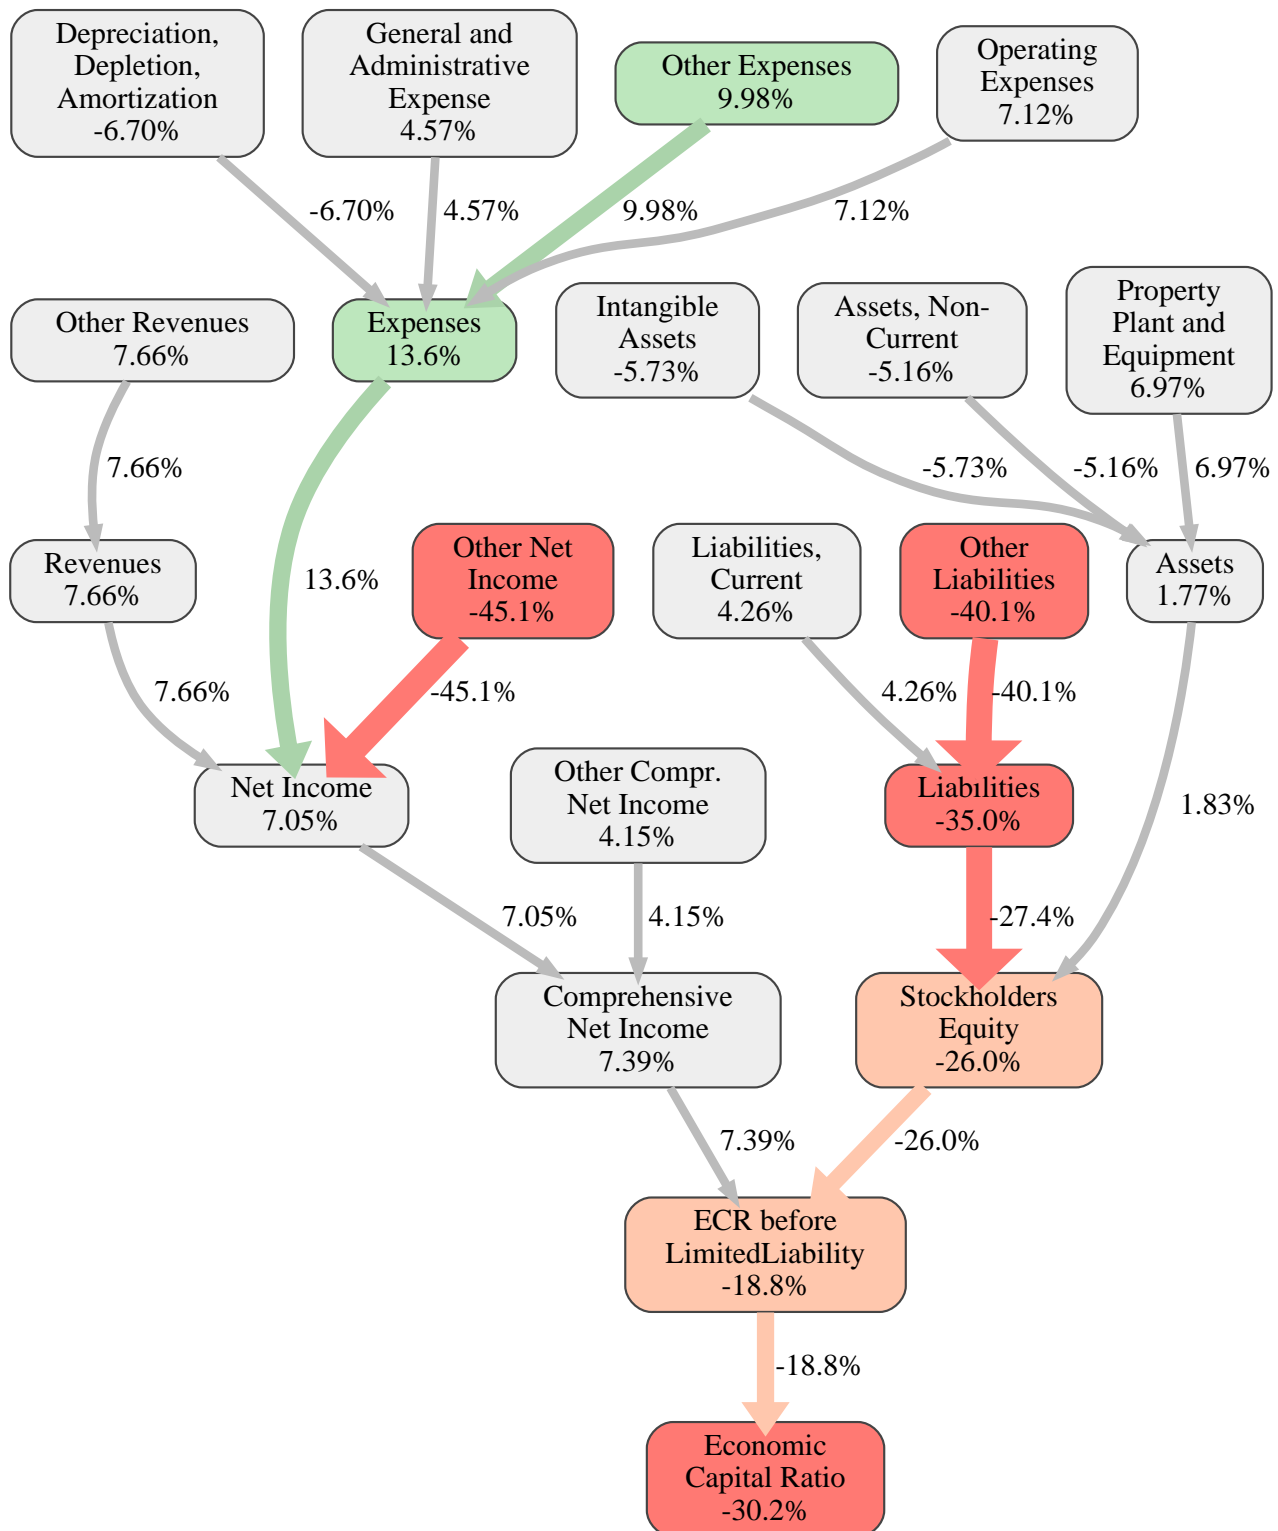 Depreciation,
Depletion,
Amortization
-6.70%
General and
Administrative
Expense
4.57%
Other Expenses
9.98%
Operating
Expenses
7.12%
-6.70%
4.57%
9.98%
7.12%
Other Revenues
7.66%
Expenses
13.6%
Intangible
Assets
-5.73%
Assets, Non-
Current
-5.16%
Property
Plant and
Equipment
6.97%
7.66%
-5.73%
-5.16%
6.97%
Revenues
7.66%
13.6%
Other Net
Income
-45.1%
Liabilities,
Current
4.26%
Other
Liabilities
-40.1%
Assets
1.77%
7.66%
-45.1%
4.26%
-40.1%
Net Income
7.05%
Other Compr.
Net Income
4.15%
Liabilities
-35.0%
1.83%
7.05%
4.15%
-27.4%
Comprehensive
Net Income
7.39%
Stockholders
Equity
-26.0%
7.39%
-26.0%
ECR before
LimitedLiability
-18.8%
-18.8%
Economic
Capital Ratio
-30.2%